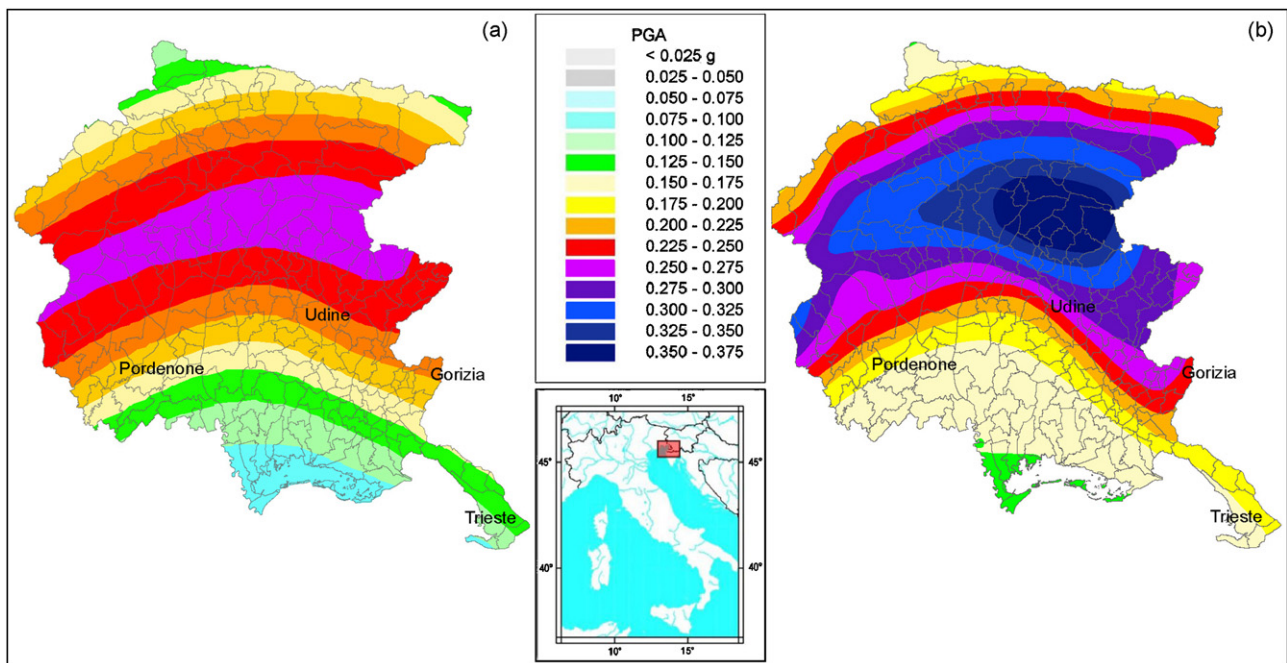 (a)
Udine
Pordenone
Gorizia
Trieste
PGA
< 0.025 g
0.025 - 0.050
0.050 - 0.075
0.075 - 0.100
0.100 - 0.125
0.125 - 0.150
0.150 - 0.175
0.175 - 0.200
0.200 - 0.225
0.225 - 0.250
0.250 - 0.275
0.275 - 0.300
0.300 - 0.325
0.325 - 0.350
0.350 - 0.375
10° 15°
45° 45°
40° 40°
10° 15°
(b)
Udine
Pordenone
Gorizia
Trieste